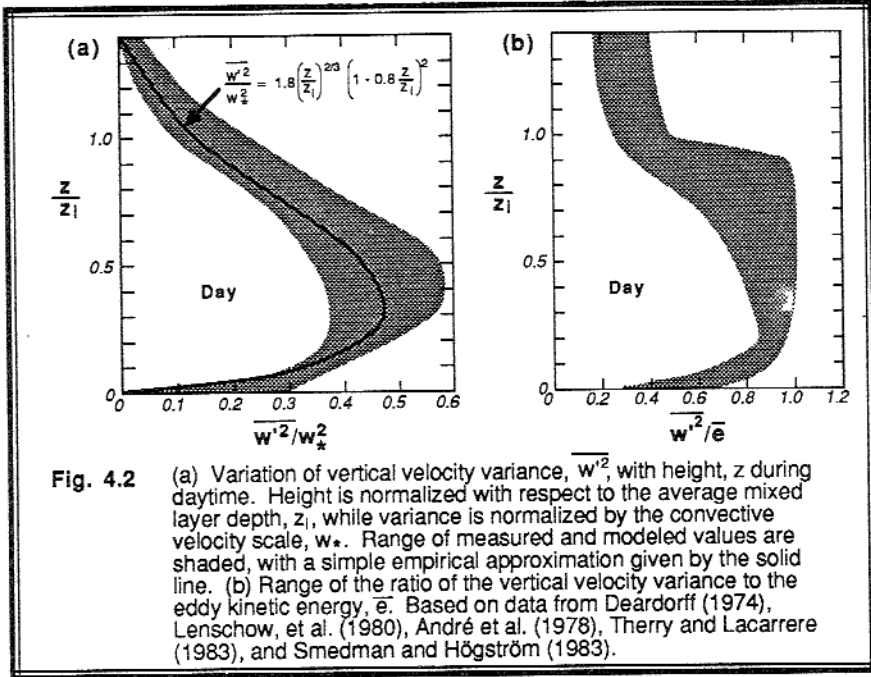 (a)
w'² / w*² = 1.8 (z/zi)^2/3 (1 - 0.8 z/zi)²
1.0
z/zi
0.5
Day
0
0 0.1 0.2 0.3 0.4 0.5 0.6
w'²/w*²
(b)
1.0
z/zi
0.5
Day
0
0.2 0.4 0.6 0.8 1.0 1.2
w'²/e
Fig. 4.2 (a) Variation of vertical velocity variance, w'², with height, z during
daytime. Height is normalized with respect to the average mixed
layer depth, zi, while variance is normalized by the convective
velocity scale, w*. Range of measured and modeled values are
shaded, with a simple empirical approximation given by the solid
line. (b) Range of the ratio of the vertical velocity variance to the
eddy kinetic energy, e. Based on data from Deardorff (1974),
Lenschow, et al. (1980), André et al. (1978), Therry and Lacarrere
(1983), and Smedman and Högström (1983).